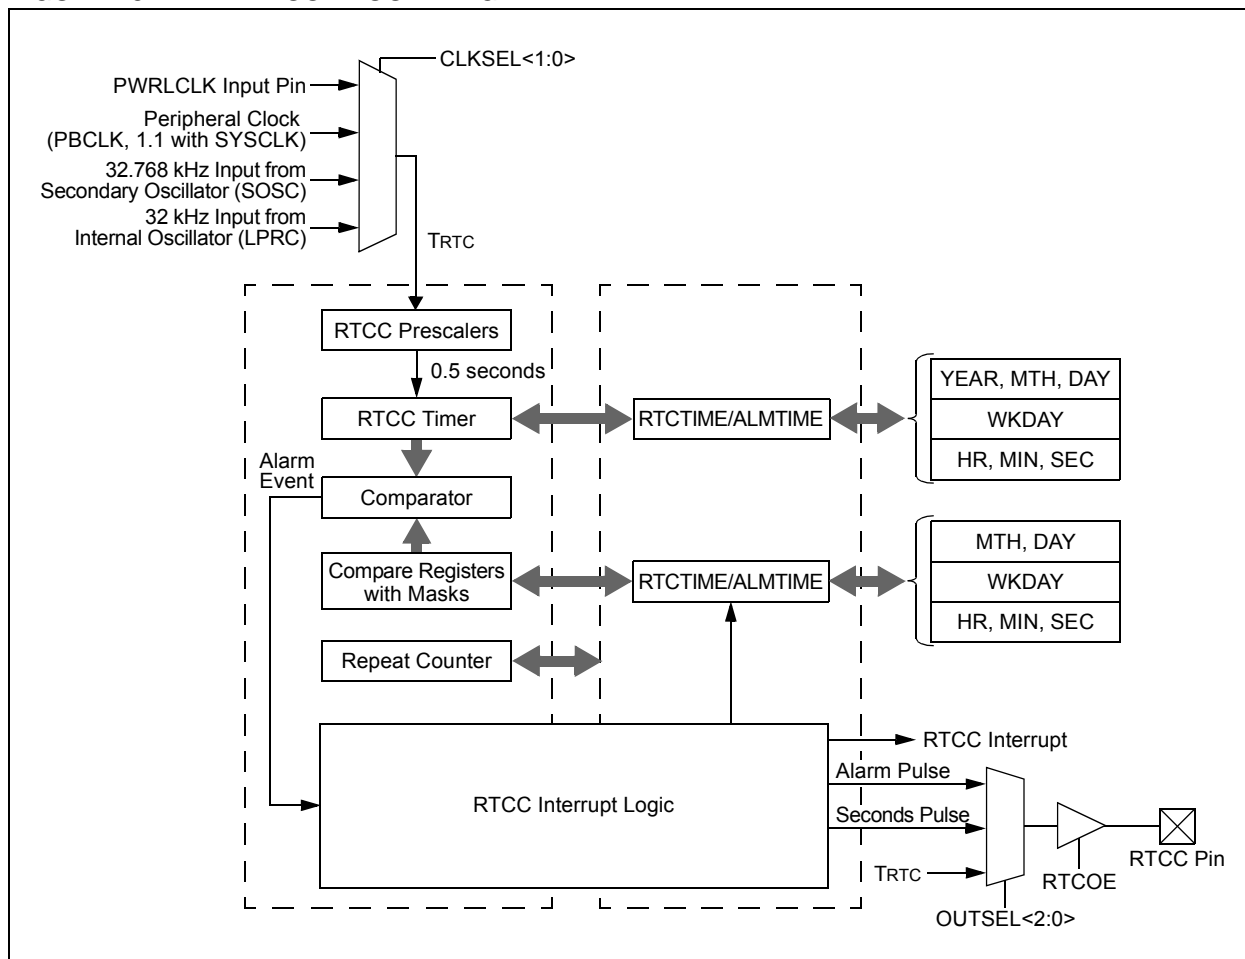 CLKSEL<1:0>
PWRLCLK Input Pin
Peripheral Clock
(PBCLK, 1.1 with SYSCLK)
32.768 kHz Input from
Secondary Oscillator (SOSC)
32 kHz Input from
Internal Oscillator (LPRC)
TRTC
RTCC Prescalers
0.5 seconds
RTCC Timer
RTCTIME/ALMTIME
YEAR, MTH, DAY
WKDAY
HR, MIN, SEC
Alarm
Event
Comparator
Compare Registers
with Masks
RTCTIME/ALMTIME
MTH, DAY
WKDAY
HR, MIN, SEC
Repeat Counter
RTCC Interrupt Logic
RTCC Interrupt
Alarm Pulse
Seconds Pulse
TRTC
RTCOE
RTCC Pin
OUTSEL<2:0>